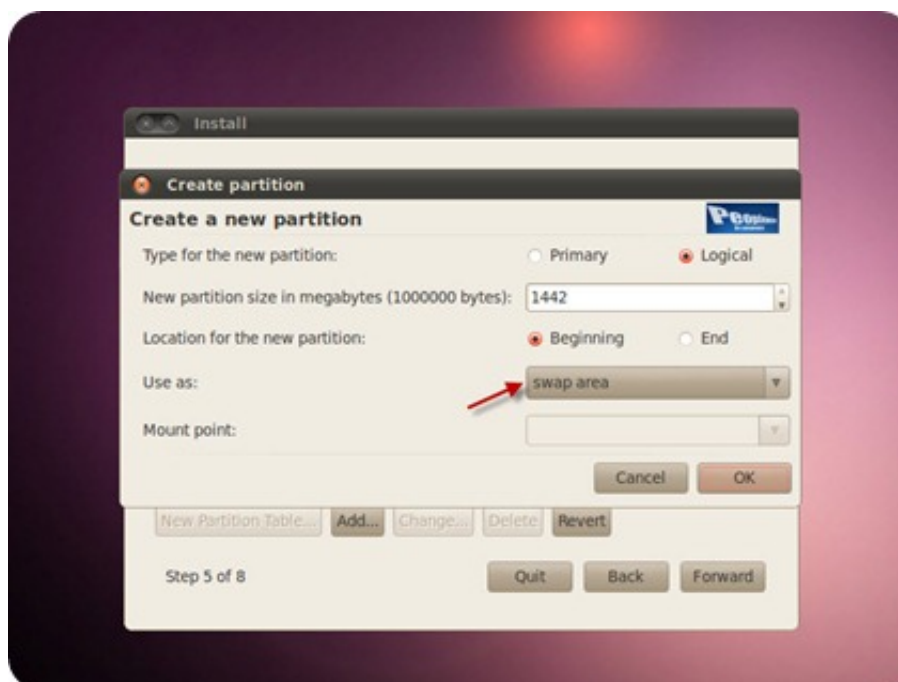 Install
Create partition
Create a new partition
Type for the new partition: Primary Logical
New partition size in megabytes (1000000 bytes): 1442
Location for the new partition: Beginning End
Use as: swap area
Mount point:
Cancel OK
New Partition Table... Add... Change... Delete Revert
Step 5 of 8 Quit Back Forward